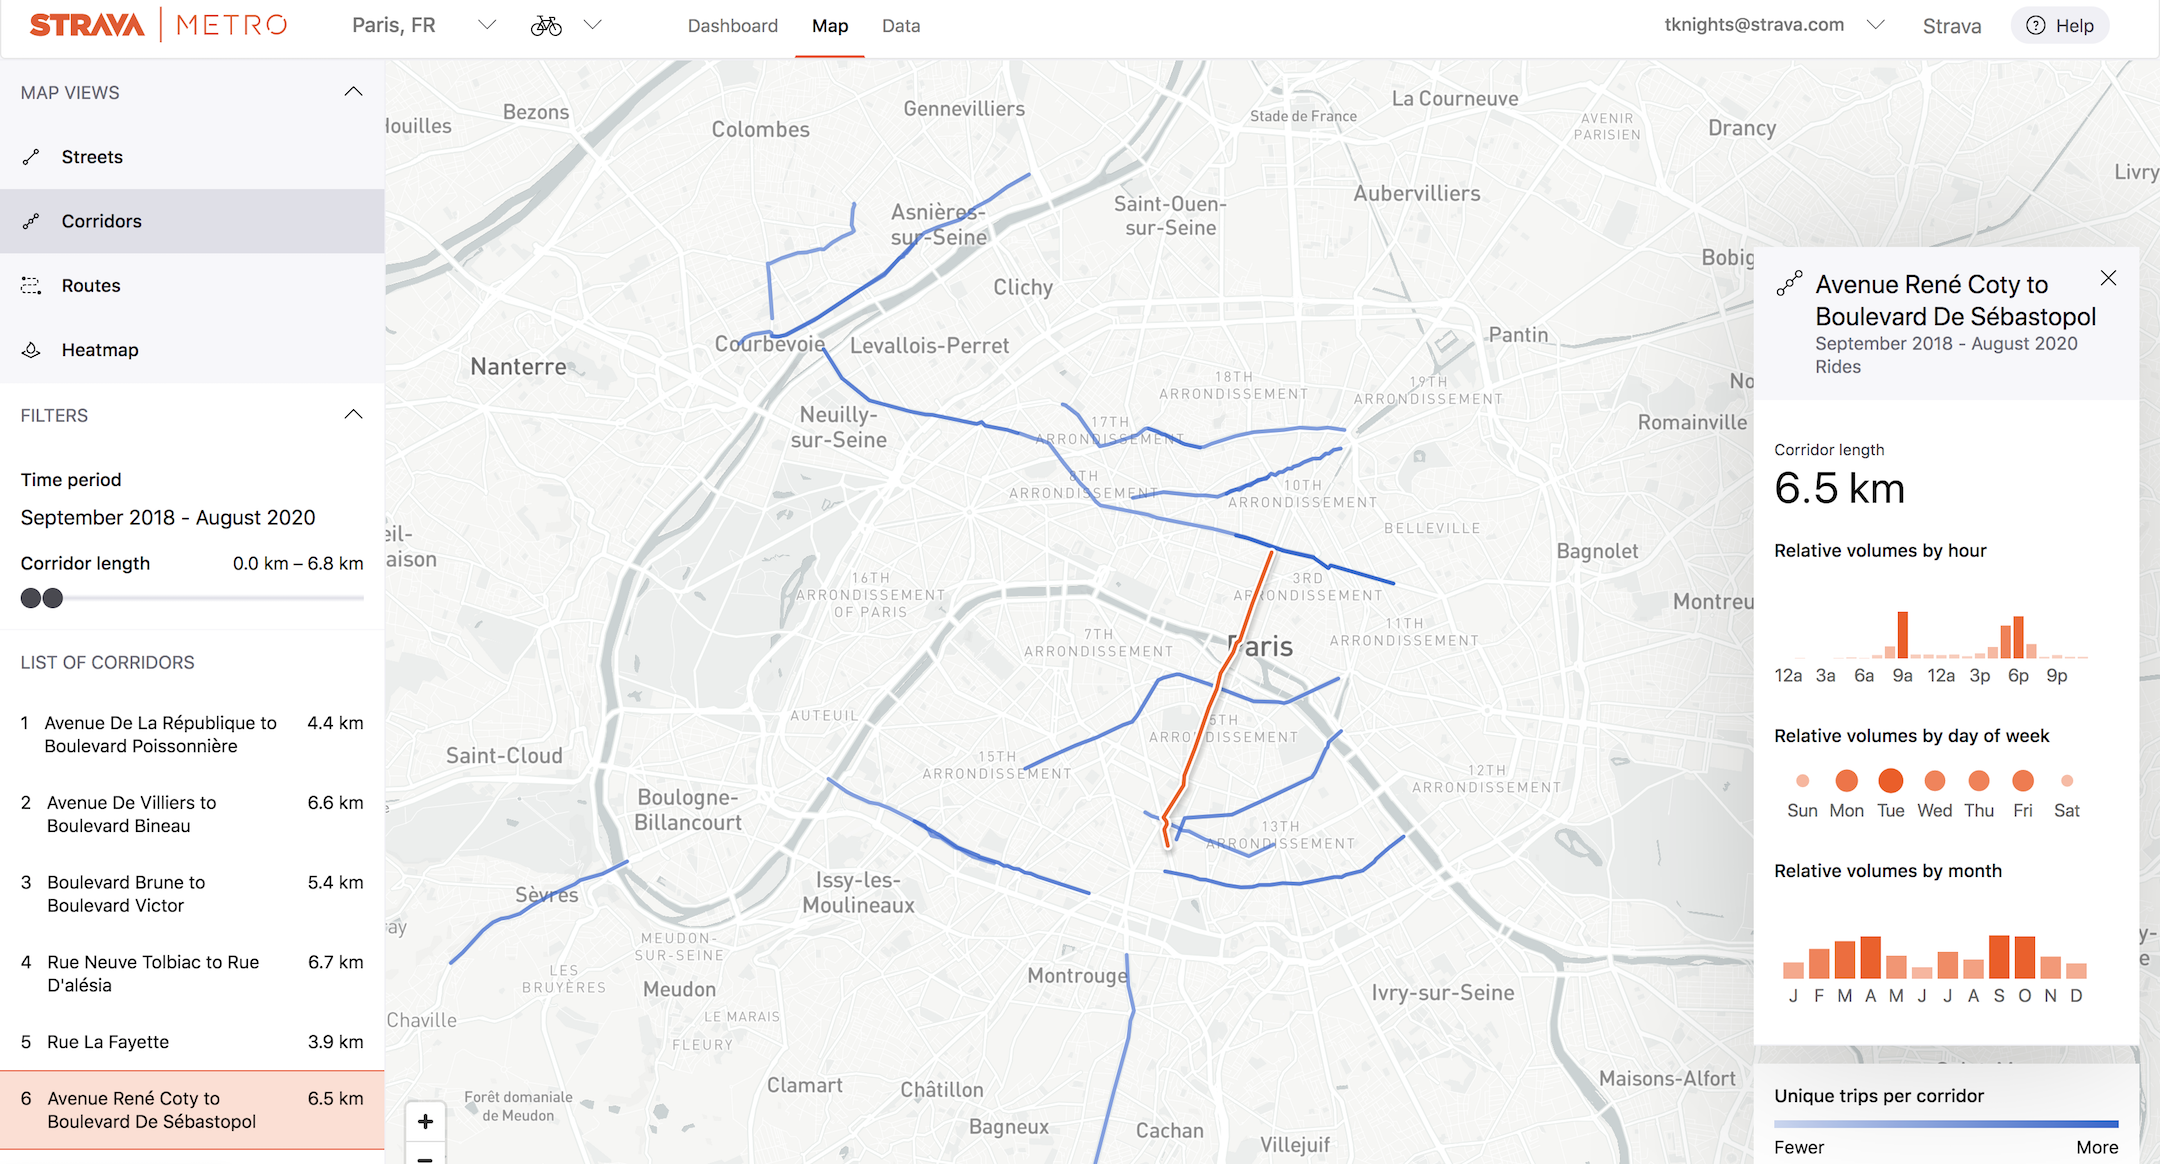 STRAVA METRO
Paris, FR
Dashboard Map Data
tknights@strava.com
Strava
Help
MAP VIEWS
Streets
Corridors
Routes
Heatmap
FILTERS
Time period
September 2018 - August 2020
Corridor length 0.0 km – 6.8 km
LIST OF CORRIDORS
1 Avenue De La République to 4.4 km
Boulevard Poissonnière
2 Avenue De Villiers to 6.6 km
Boulevard Bineau
3 Boulevard Brune to 5.4 km
Boulevard Victor
4 Rue Neuve Tolbiac to Rue 6.7 km
D'alésia
5 Rue La Fayette 3.9 km
6 Avenue René Coty to 6.5 km
Boulevard De Sébastopol
Bezons
Colombes
Gennevilliers
Stade de France
La Courneuve
AVENIR
PARISIEN
Drancy
Livry
Asnières-
sur-Seine
Saint-Ouen-
sur-Seine
Aubervilliers
Clichy
Courbevoie
Levallois-Perret
Pantin
Nanterre
18TH
ARRONDISSEMENT
19TH
ARRONDISSEMENT
Neuilly-
sur-Seine
17TH
ARRONDISSEMENT
Romainville
8TH
ARRONDISSEMENT
10TH
ARRONDISSEMENT
BELLEVILLE
Bagnolet
16TH
ARRONDISSEMENT
OF PARIS
3RD
ARRONDISSEMENT
7TH
ARRONDISSEMENT
Paris
11TH
ARRONDISSEMENT
AUTEUIL
5TH
ARRONDISSEMENT
Saint-Cloud
15TH
ARRONDISSEMENT
12TH
ARRONDISSEMENT
Boulogne-
Billancourt
13TH
ARRONDISSEMENT
Sèvres
Issy-les-
Moulineaux
MEUDON-
SUR-SEINE
LES
BRUYÈRES
Meudon
Montrouge
Ivry-sur-Seine
Chaville
LE MARAIS
FLEURY
Forêt domaniale
de Meudon
Clamart
Châtillon
Bagneux
Cachan
Villejuif
Maisons-Alfort
+
−
Avenue René Coty to
Boulevard De Sébastopol
September 2018 - August 2020
Rides
Corridor length
6.5 km
Relative volumes by hour
12a 3a 6a 9a 12a 3p 6p 9p
Relative volumes by day of week
Sun Mon Tue Wed Thu Fri Sat
Relative volumes by month
J F M A M J J A S O N D
Unique trips per corridor
Fewer More